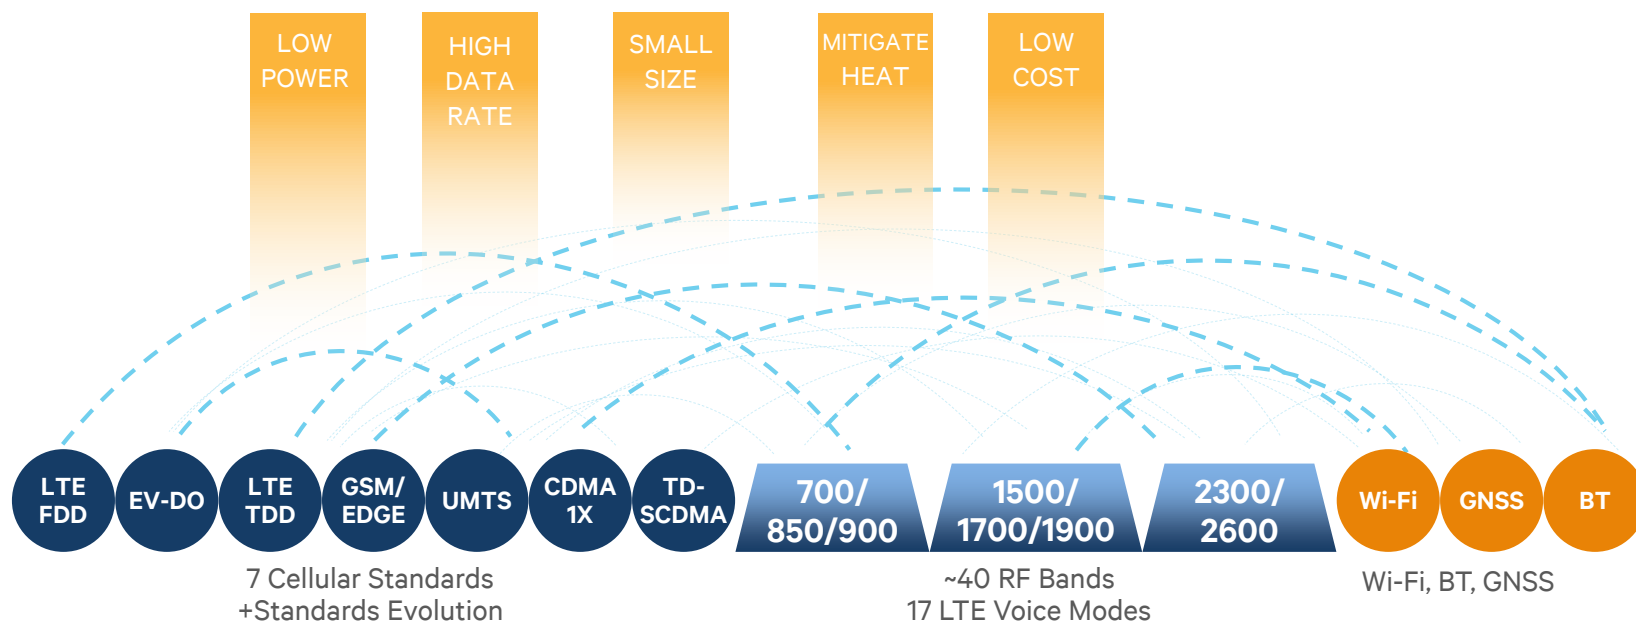 LOW
POWER
HIGH
DATA
RATE
SMALL
SIZE
MITIGATE
HEAT
LOW
COST
LTE
FDD
EV-DO
LTE
TDD
GSM/
EDGE
UMTS
CDMA
1X
TD-
SCDMA
700/
850/900
1500/
1700/1900
2300/
2600
Wi-Fi
GNSS
BT
7 Cellular Standards
+Standards Evolution
~40 RF Bands
17 LTE Voice Modes
Wi-Fi, BT, GNSS